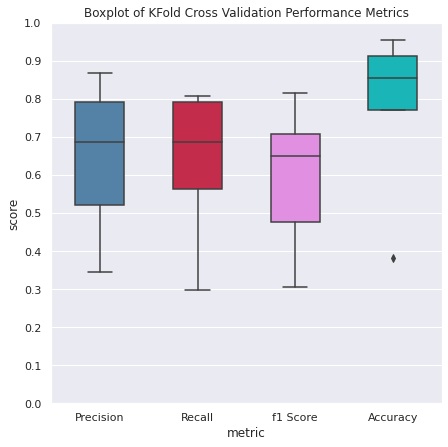 Boxplot of KFold Cross Validation Performance Metrics
1.0
0.9
0.8
0.7
0.6
0.5
0.4
0.3
0.2
0.1
0.0
score
Precision Recall f1 Score Accuracy
metric